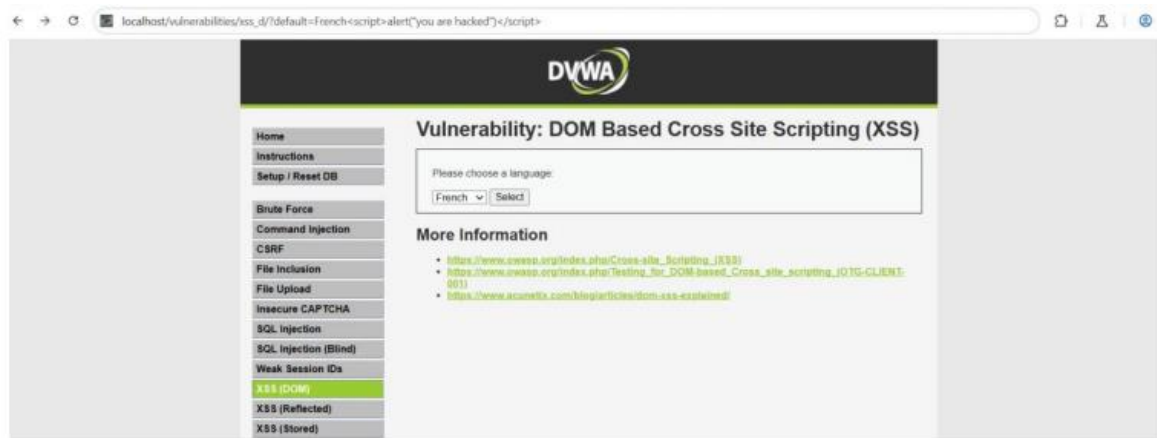 localhost/vulnerabilities/xss_d/?default=French<script>alert("you are hacked")</script>
DVWA
Home
Instructions
Setup / Reset DB
Brute Force
Command Injection
CSRF
File Inclusion
File Upload
Insecure CAPTCHA
SQL Injection
SQL Injection (Blind)
Weak Session IDs
XSS (DOM)
XSS (Reflected)
XSS (Stored)
Vulnerability: DOM Based Cross Site Scripting (XSS)
Please choose a language:
French Select
More Information
https://www.owasp.org/index.php/Cross-site_Scripting_(XSS)
https://www.owasp.org/index.php/Testing_for_DOM-based_Cross_site_scripting_(OTG-CLIENT-
001)
https://www.acunetix.com/blog/articles/dom-xss-explained/